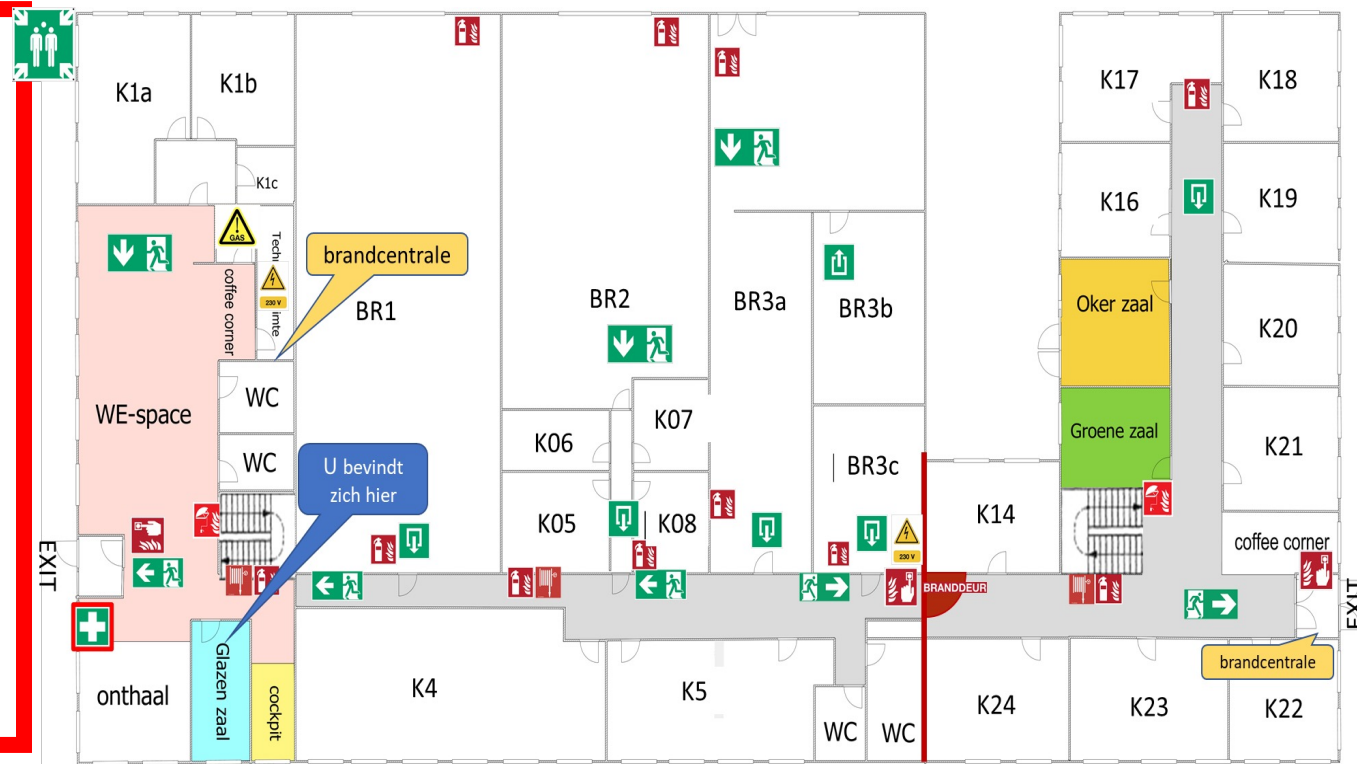 K1a
K1b
K17
K18
K1c
K16
K19
GAS
Techn
230 V
imte
brandcentrale
coffee corner
BR1
BR2
BR3a
BR3b
Oker zaal
K20
WE-space
WC
K06
K07
Groene zaal
K21
WC
U bevindt
zich hier
BR3c
K05
K08
K14
230 V
coffee corner
EXIT
BRANDDEUR
EXIT
onthaal
Glazen zaal
cockpit
K4
K5
WC
WC
K24
K23
brandcentrale
K22